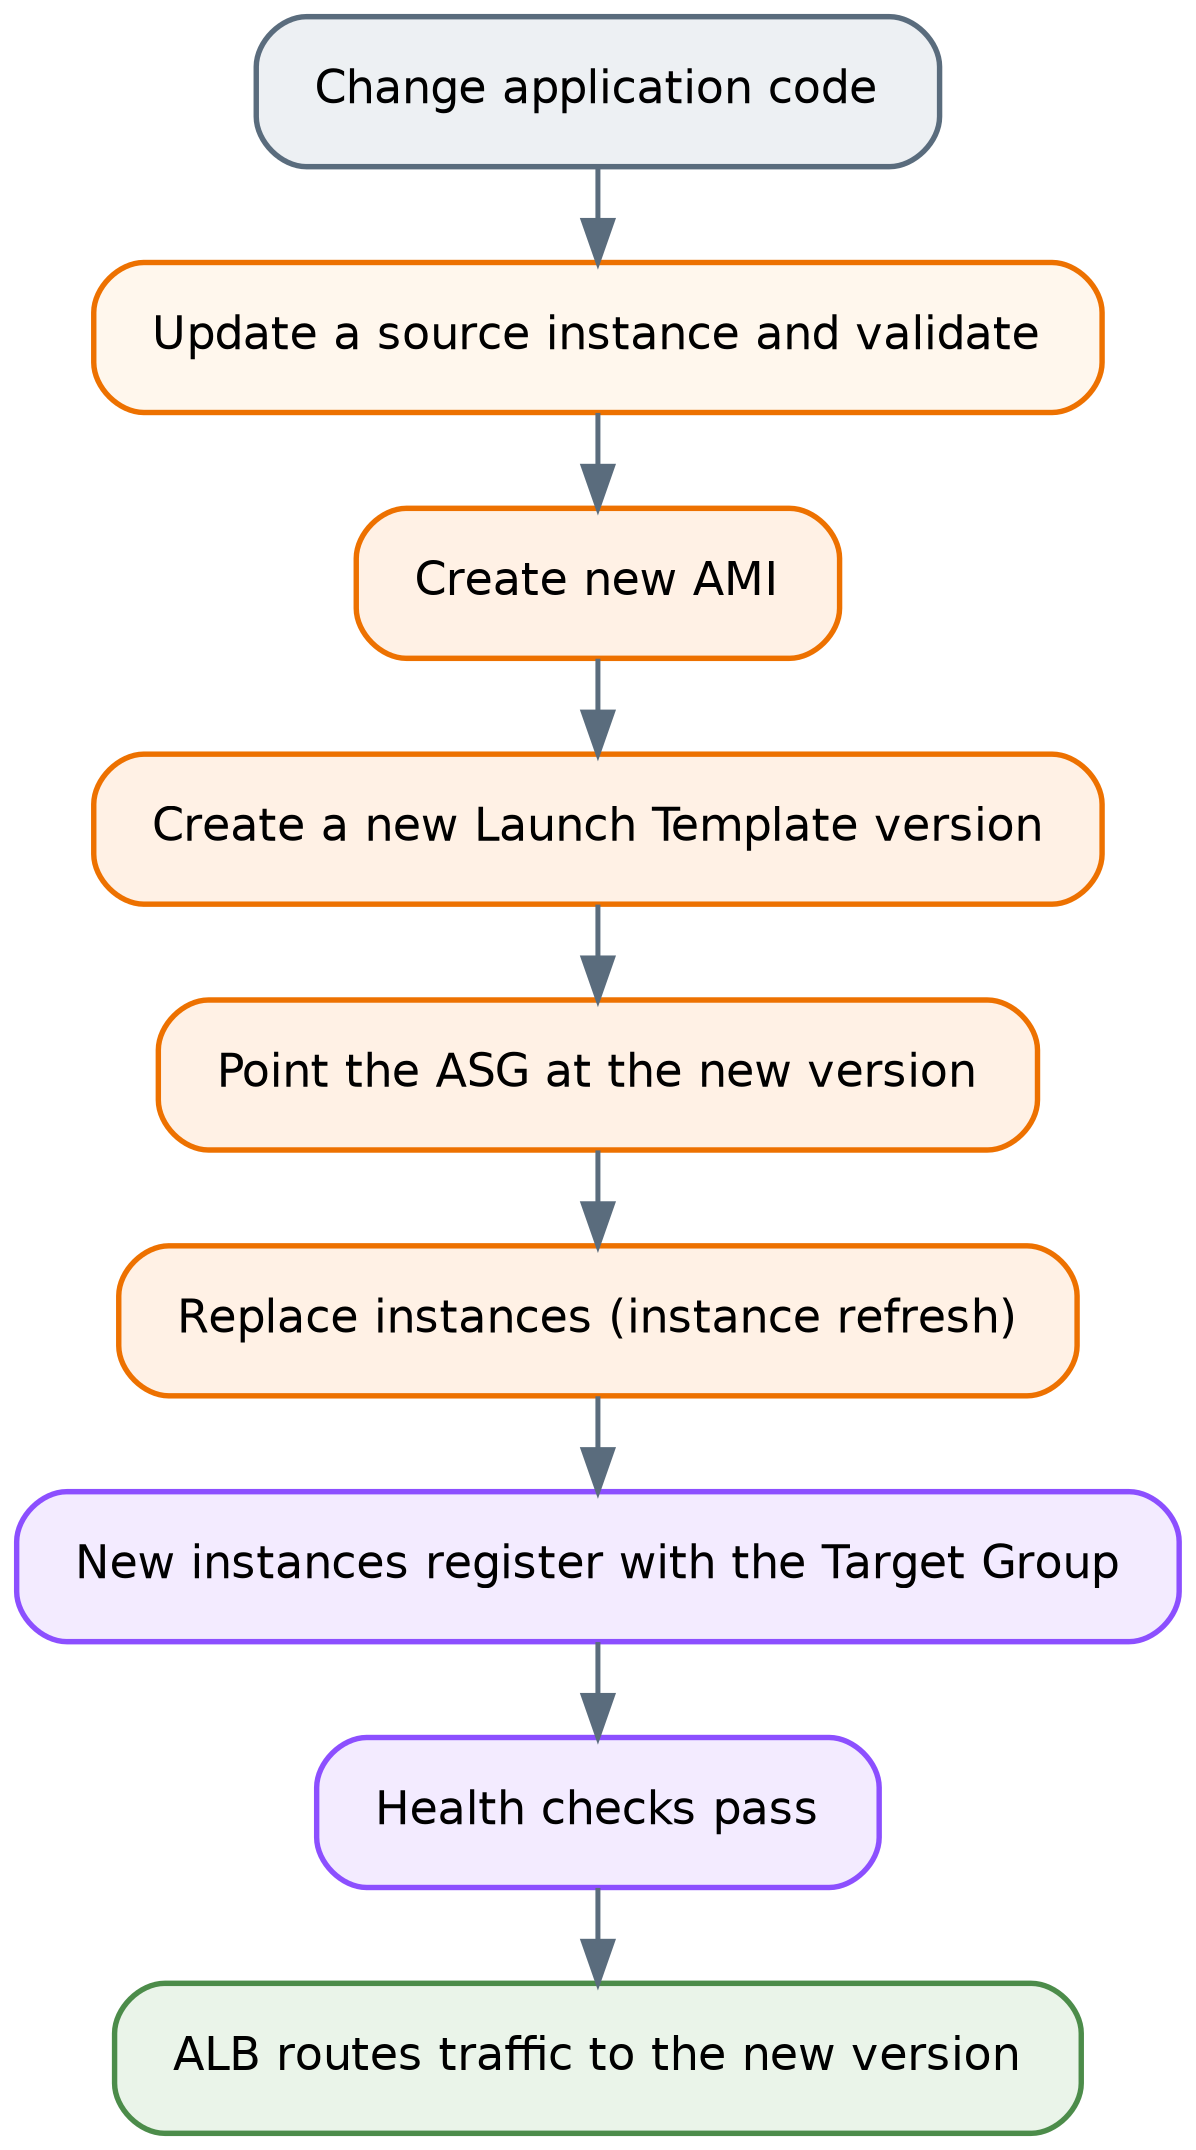 Change application code
Update a source instance and validate
Create new AMI
Create a new Launch Template version
Point the ASG at the new version
Replace instances (instance refresh)
New instances register with the Target Group
Health checks pass
ALB routes traffic to the new version